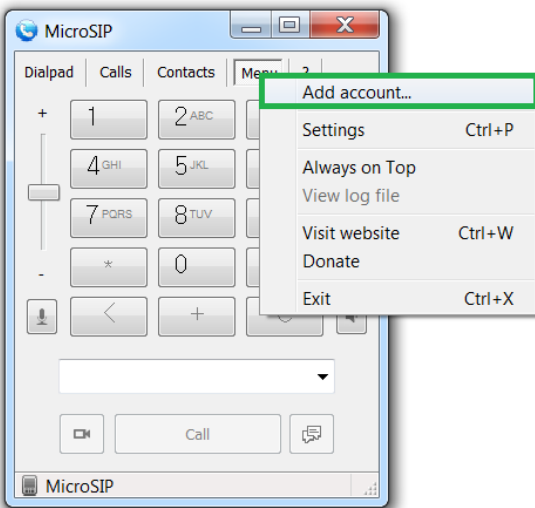 MicroSIP
Dialpad Calls Contacts Menu ?
Add account...
Settings Ctrl+P
Always on Top
View log file
Visit website Ctrl+W
Donate
Exit Ctrl+X
+
1 2 ABC
4 GHI 5 JKL
7 PQRS 8 TUV
* 0
-
< +
Call
MicroSIP